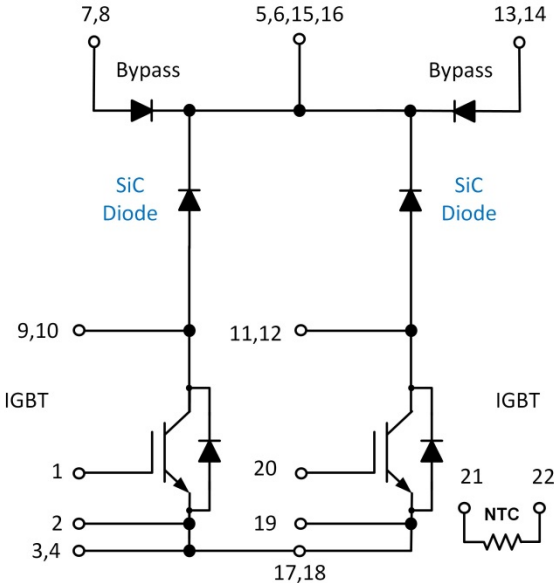 7,8
5,6,15,16
13,14
Bypass
Bypass
SiC
Diode
SiC
Diode
9,10
11,12
IGBT
IGBT
1
20
21
22
NTC
2
19
3,4
17,18